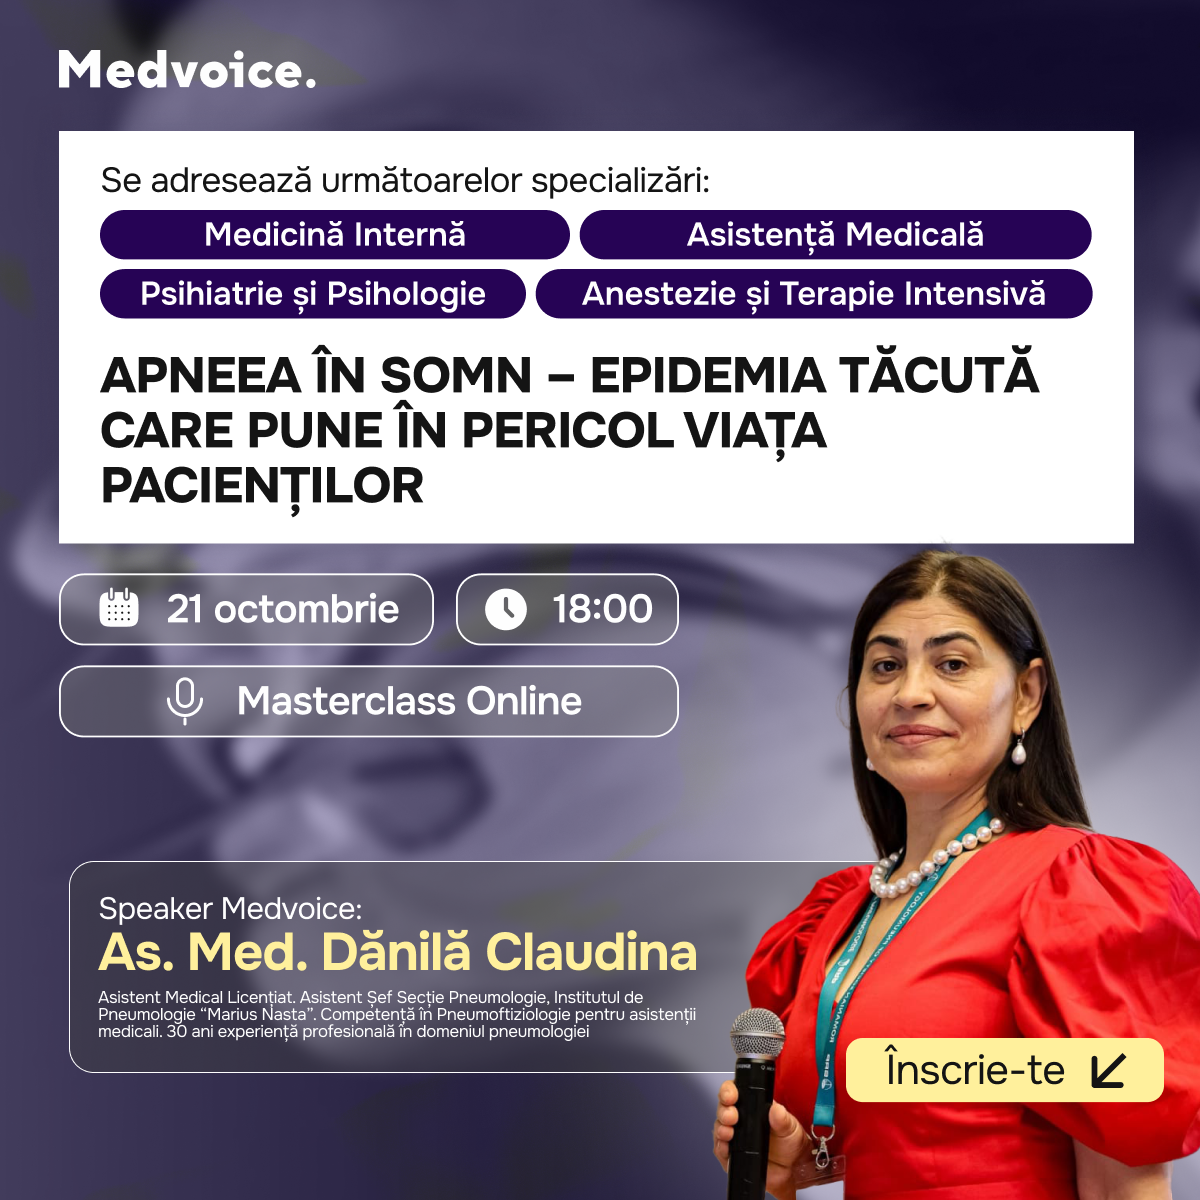 Medvoice.
Se adresează următoarelor specializări:
Medicină Internă
Asistență Medicală
Psihiatrie și Psihologie
Anestezie și Terapie Intensivă
APNEEA ÎN SOMN – EPIDEMIA TĂCUTĂ
CARE PUNE ÎN PERICOL VIAȚA
PACIENȚILOR
21 octombrie
18:00
Masterclass Online
Speaker Medvoice:
As. Med. Dănilă Claudina
Asistent Medical Licențiat. Asistent Șef Secție Pneumologie, Institutul de
Pneumologie “Marius Nasta”. Competență în Pneumoftiziologie pentru asistenții
medicali. 30 ani experiență profesională în domeniul pneumologiei
Înscrie-te